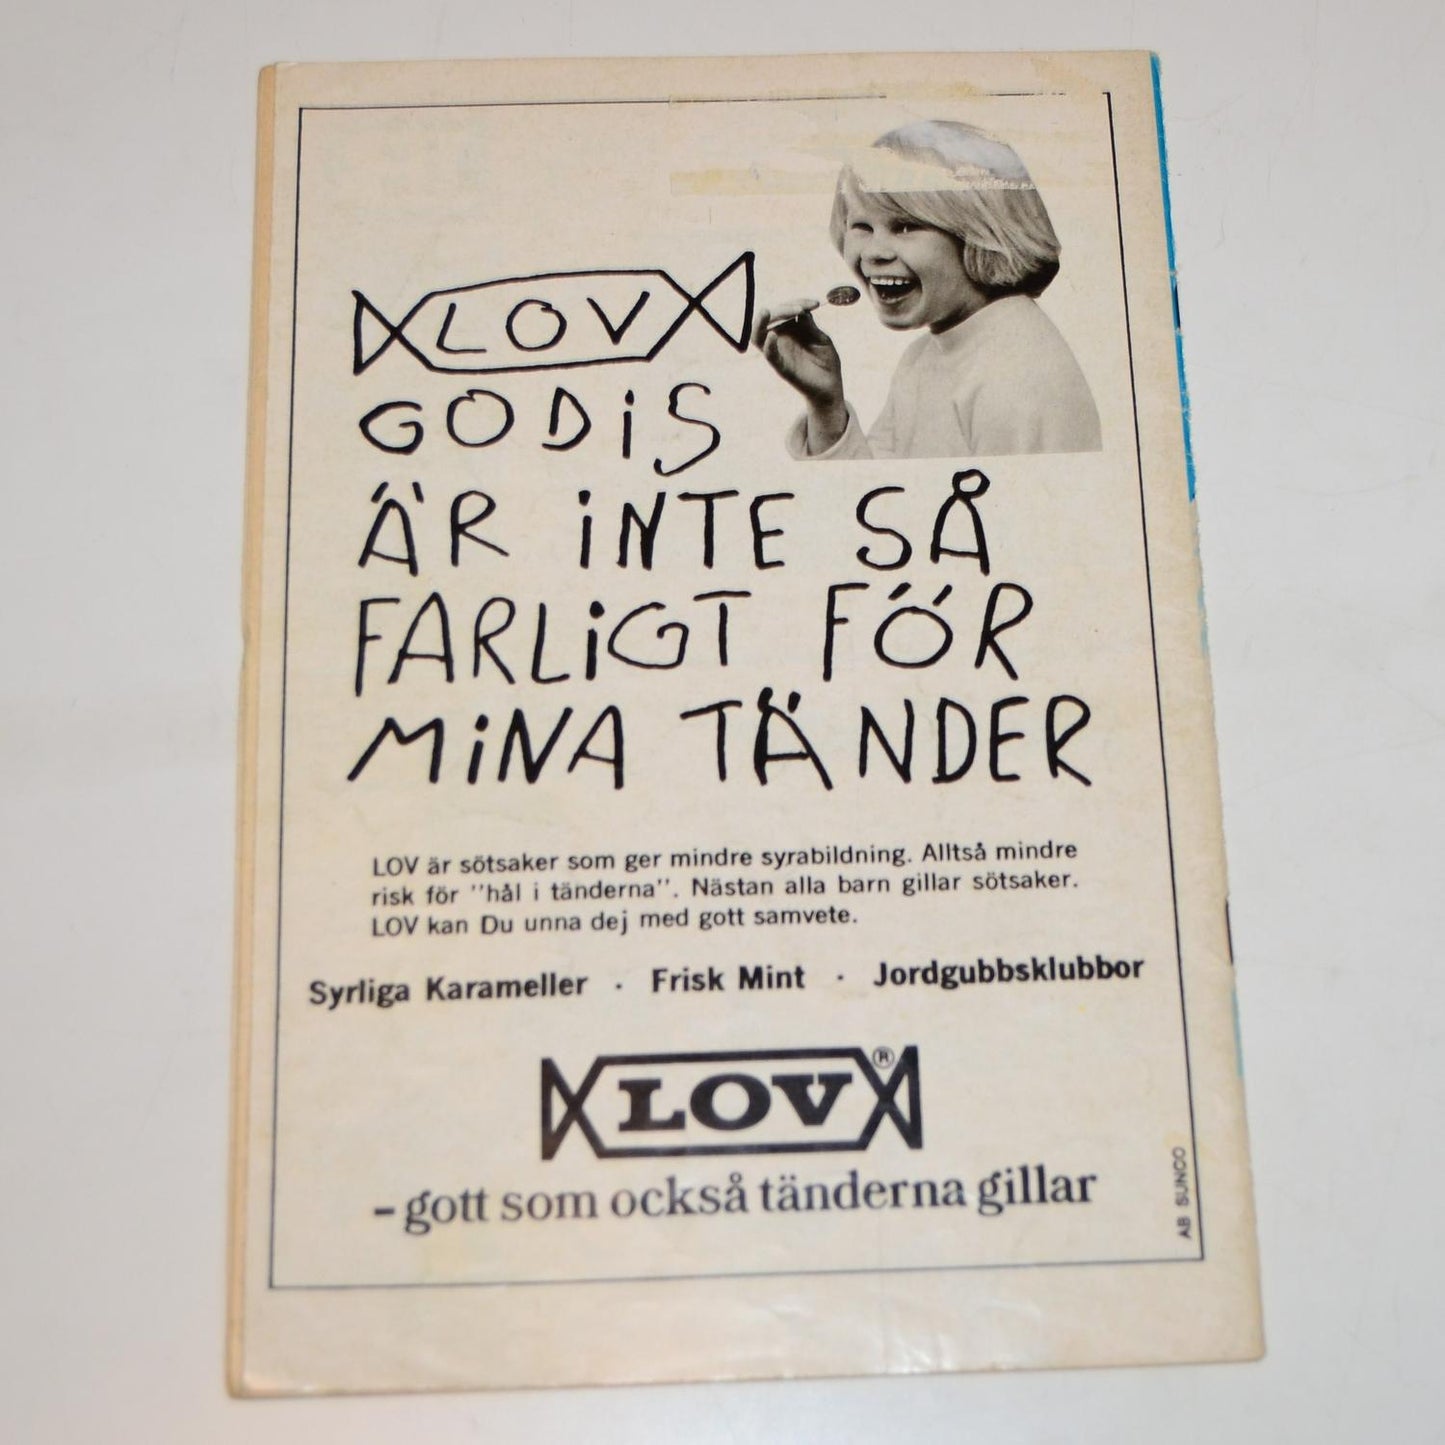 LOV
GODiS
ÄR iNTE SÅ
FARLiGT FÖR
MiNA TÄNDER
LOV är sötsaker som ger mindre syrabildning. Alltså mindre
risk för "hål i tänderna". Nästan alla barn gillar sötsaker.
LOV kan Du unna dej med gott samvete.
Syrliga Karameller · Frisk Mint · Jordgubbsklubbor
LOV®
– gott som också tänderna gillar
AB SUNCO